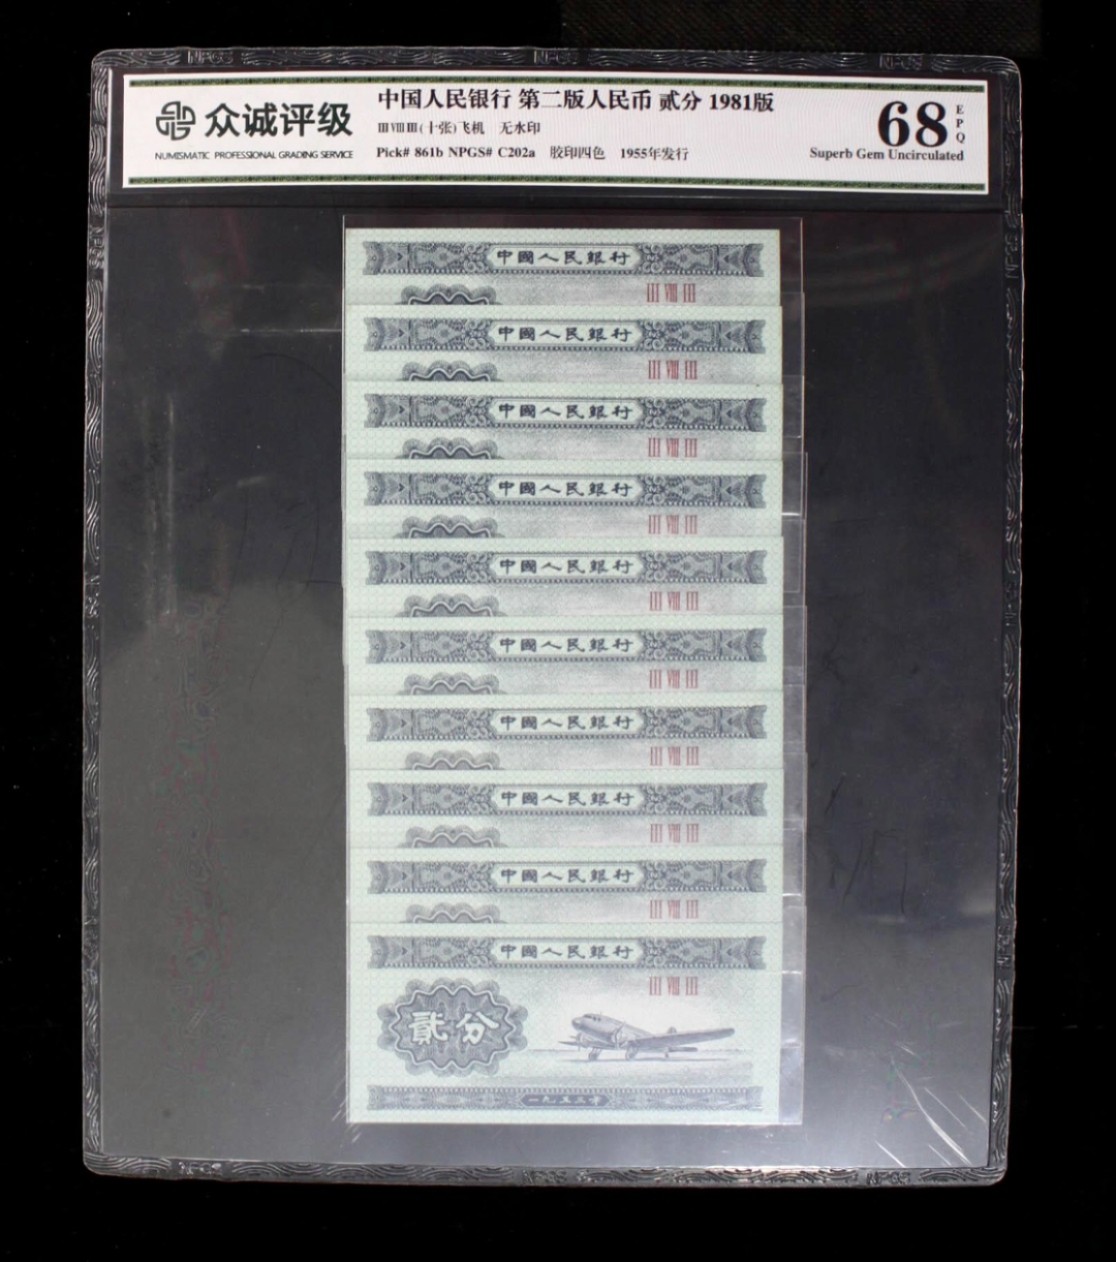 众诚评级
NUMISMATIC PROFESSIONAL GRADING SERVICE
中国人民银行 第二版人民币 贰分 1981版
III VIII III (十张)飞机 无水印
Pick# 861b NPGS# C202a 胶印四色 1955年发行
68
EPQ
Superb Gem Uncirculated
中國人民銀行
III VIII III
中國人民銀行
III VIII III
中國人民銀行
III VIII III
中國人民銀行
III VIII III
中國人民銀行
III VIII III
中國人民銀行
III VIII III
中國人民銀行
III VIII III
中國人民銀行
III VIII III
中國人民銀行
III VIII III
中國人民銀行
III VIII III
貳分
一九五三年